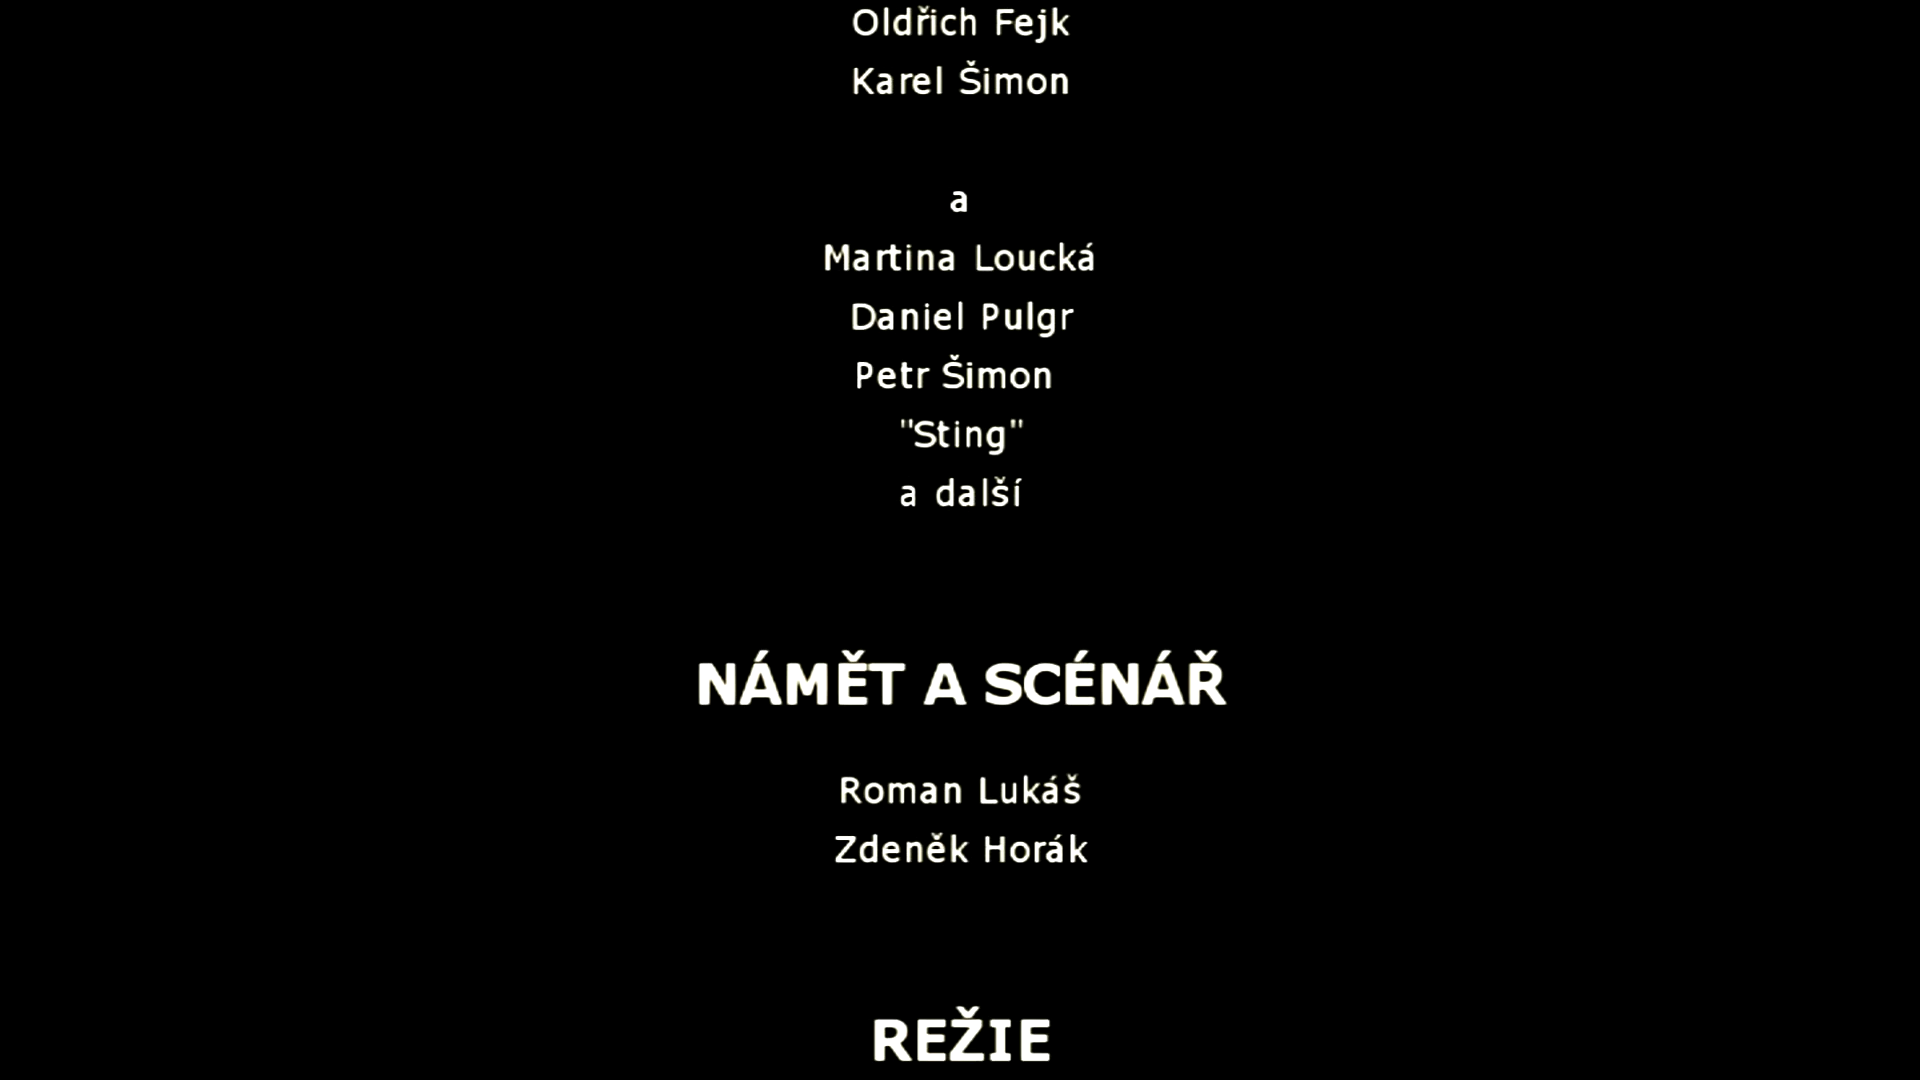 Oldřich Fejk
Karel Šimon
a
Martina Loucká
Daniel Pulgr
Petr Šimon
"Sting"
a další
NÁMĚT A SCÉNÁŘ
Roman Lukáš
Zdeněk Horák
REŽIE